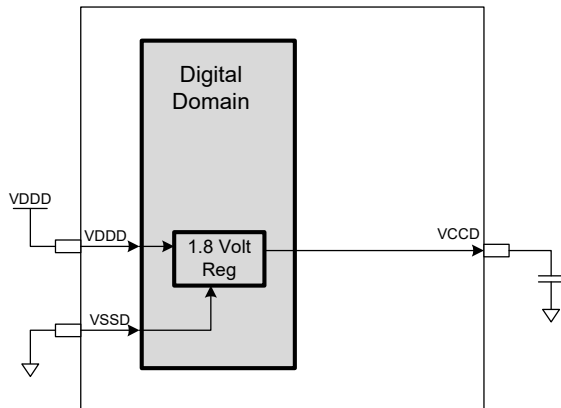 Digital
Domain
VDDD
VDDD
1.8 Volt
Reg
VCCD
VSSD